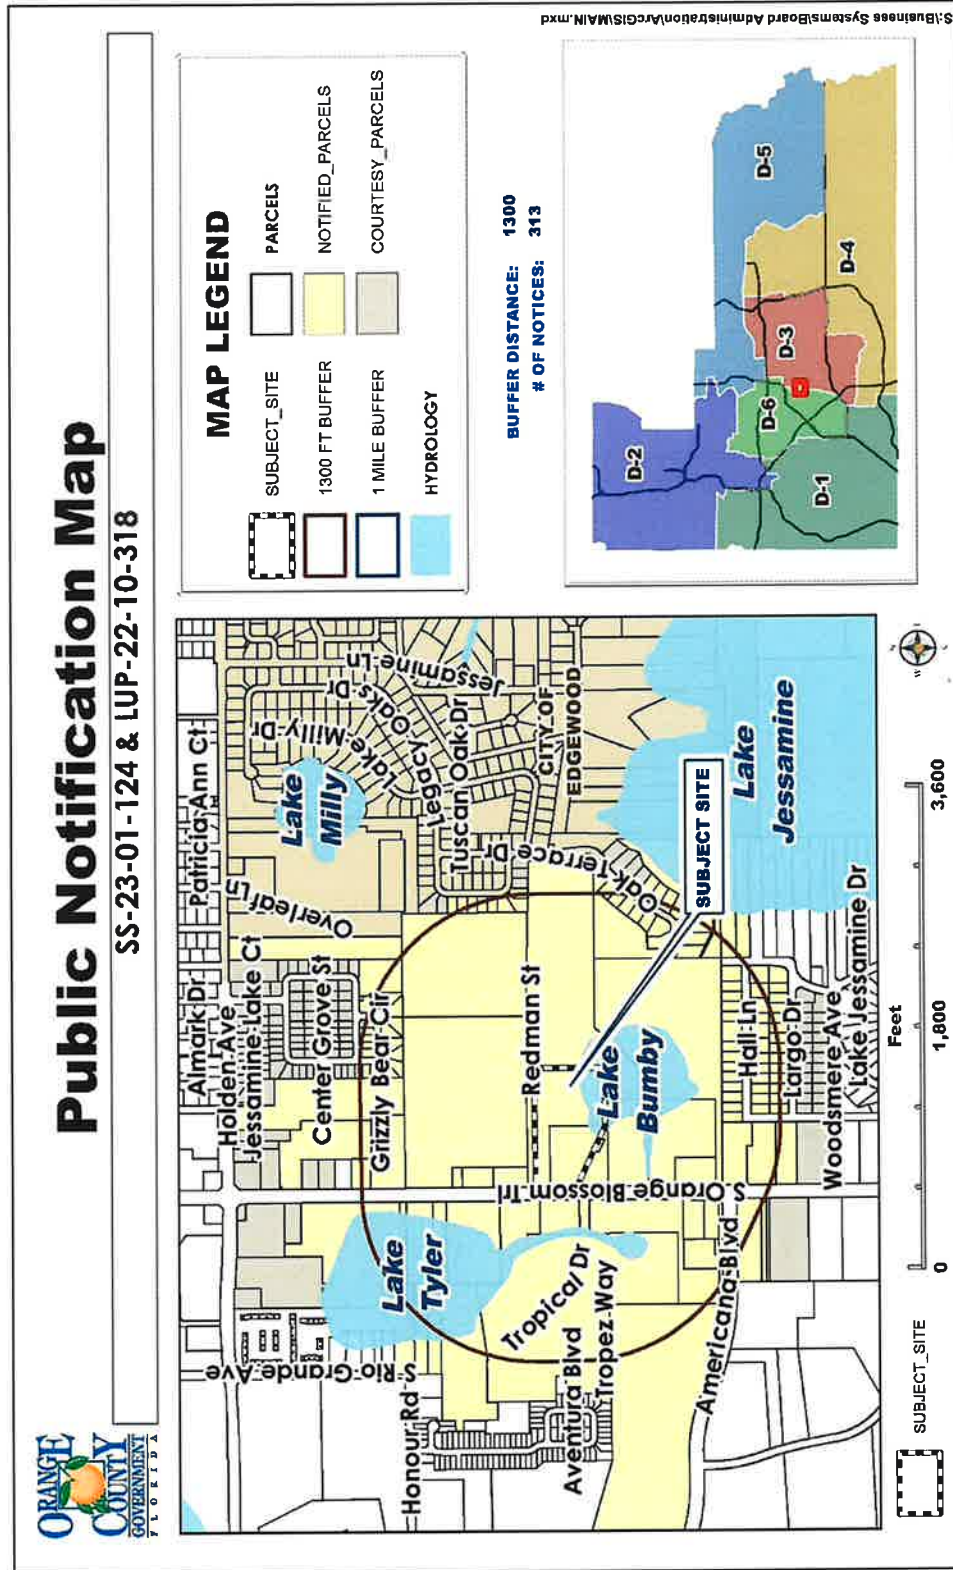 ORANGE
COUNTY
GOVERNMENT
FLORIDA
Public Notification Map
SS-23-01-124 & LUP-22-10-318
Almark Dr
Patricia Ann Ct
Holden Ave
Jessamine Lake Ct
Overleaf Ln
Center Grove St
Grizzly Bear Cir
Lake
Milly
Lake Milly Dr
Legacy Oaks Dr
Jessamine Ln
Tuscan Oak Dr
CITY OF
EDGEWOOD
Oak Terrace Dr
S Rio Grande Ave
Lake
Tyler
Honour Rd
Tropical Dr
Aventura Blvd
Tropez Way
Americana Blvd
S Orange Blossom Trl
Redman St
Lake
Bumby
SUBJECT SITE
Lake
Jessamine
Hall Ln
Largo Dr
Woodsmere Ave
Lake Jessamine Dr
SUBJECT_SITE
Feet
0
1,800
3,600
N
E
S
W
MAP LEGEND
SUBJECT_SITE
PARCELS
1300 FT BUFFER
NOTIFIED_PARCELS
1 MILE BUFFER
COURTESY_PARCELS
HYDROLOGY
BUFFER DISTANCE: 1300
# OF NOTICES: 313
D-2
D-5
D-6
D-3
D-4
D-1
S:\Business Systems\Board Administration\ArcGIS\MAIN.mxd